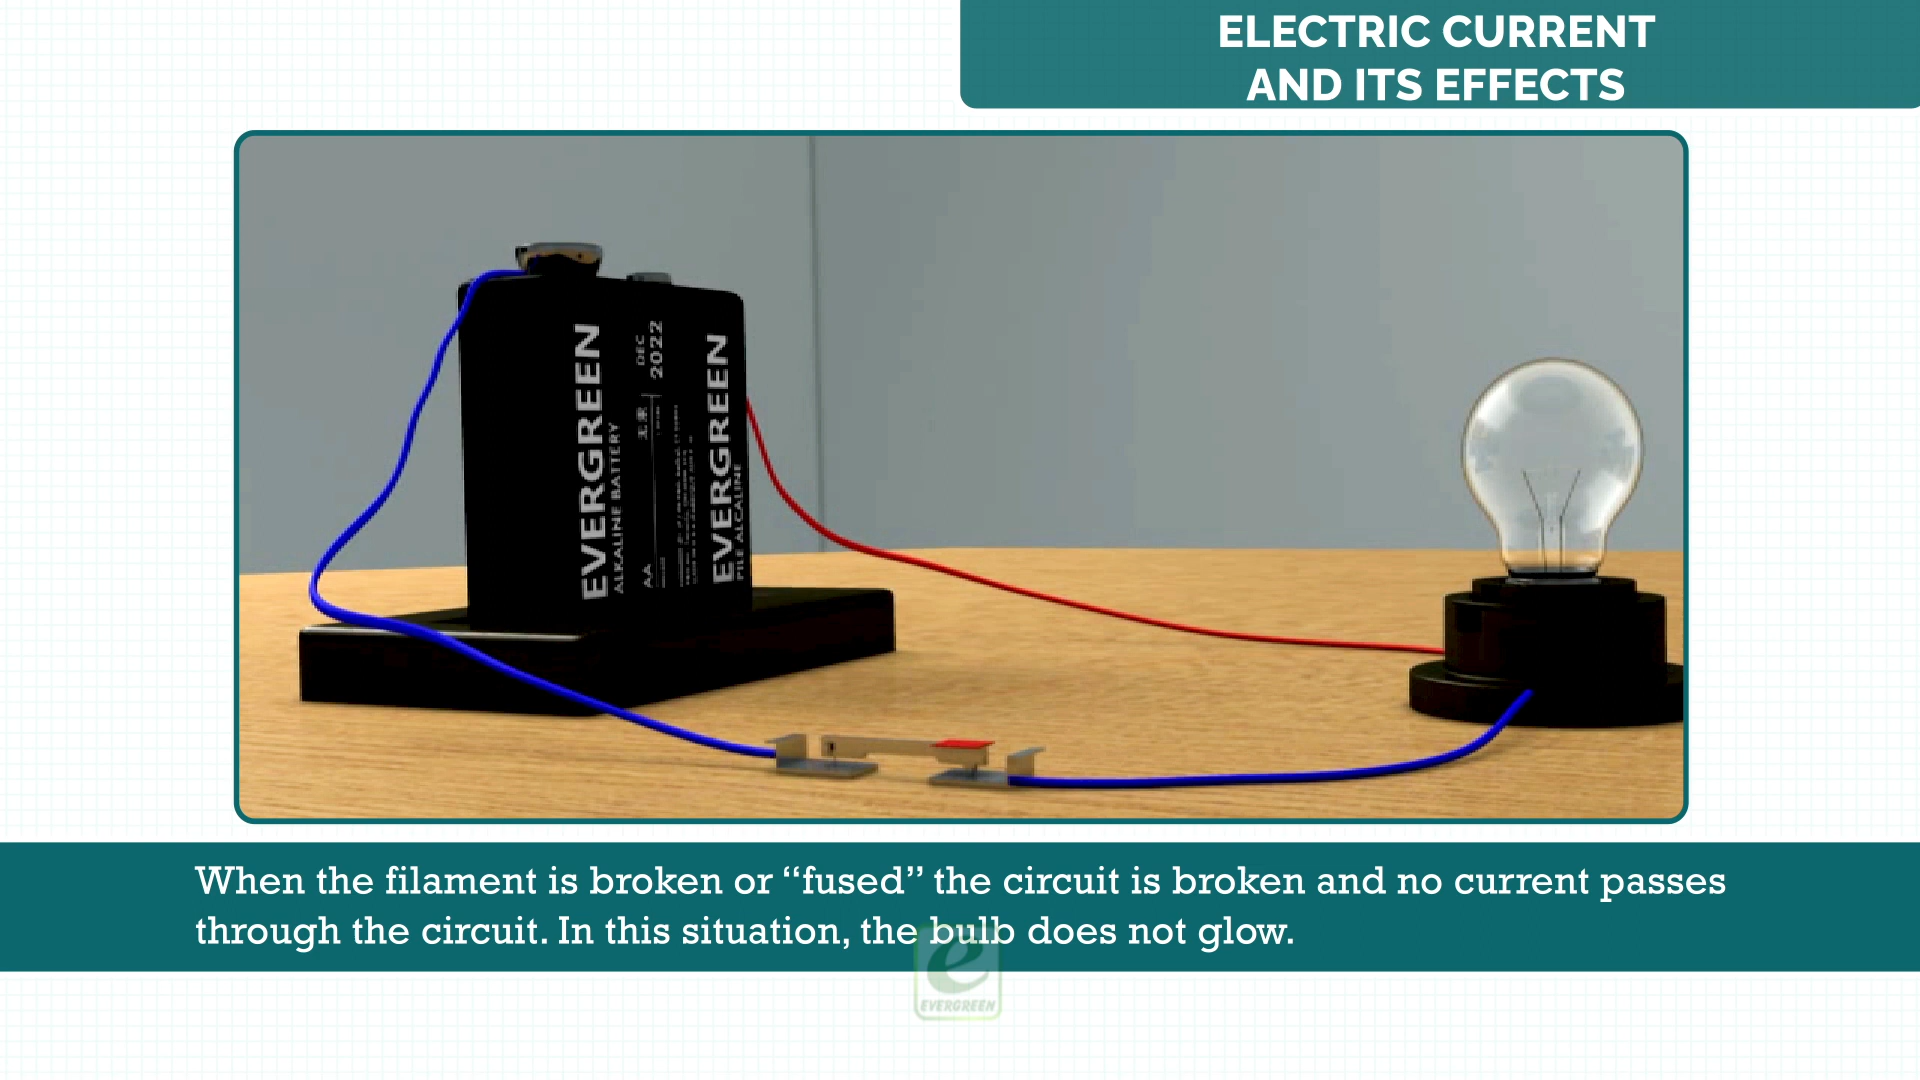 ELECTRIC CURRENT
AND ITS EFFECTS
EVERGREEN
ALKALINE BATTERY
DEC
2022
AA
EVERGREEN
PILE ALCALINE
When the filament is broken or “fused” the circuit is broken and no current passes
through the circuit. In this situation, the bulb does not glow.
e
EVERGREEN